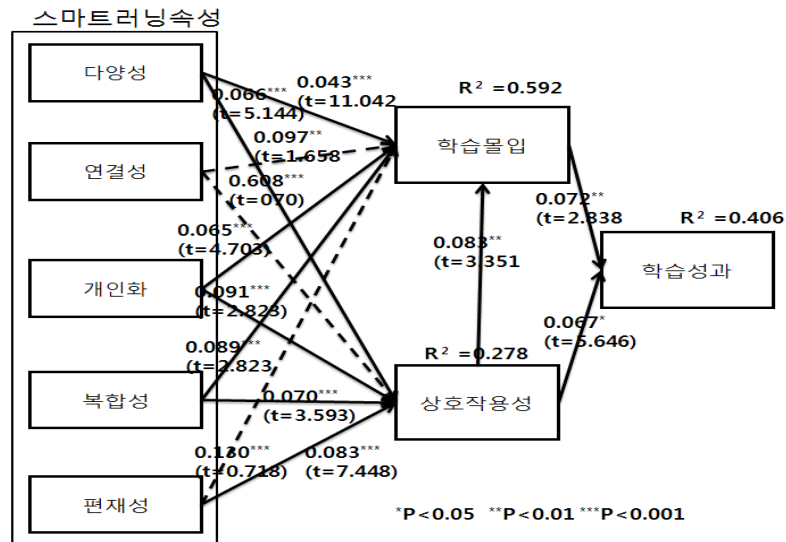 스마트러닝속성
다양성
연결성
개인화
복합성
편재성
0.043***
(t=11.042
0.066***
(t=5.144)
0.097**
(t=1.658
0.608***
(t=070)
0.065***
(t=4.703)
0.091***
(t=2.823)
0.089***
(t=2.823
0.070***
(t=3.593)
0.130***
(t=0.718)
0.083***
(t=7.448)
R² =0.592
학습몰입
0.083**
(t=3.351
R² =0.278
상호작용성
0.072**
(t=2.838
0.067*
(t=5.646)
R² =0.406
학습성과
*P<0.05 **P<0.01 ***P<0.001